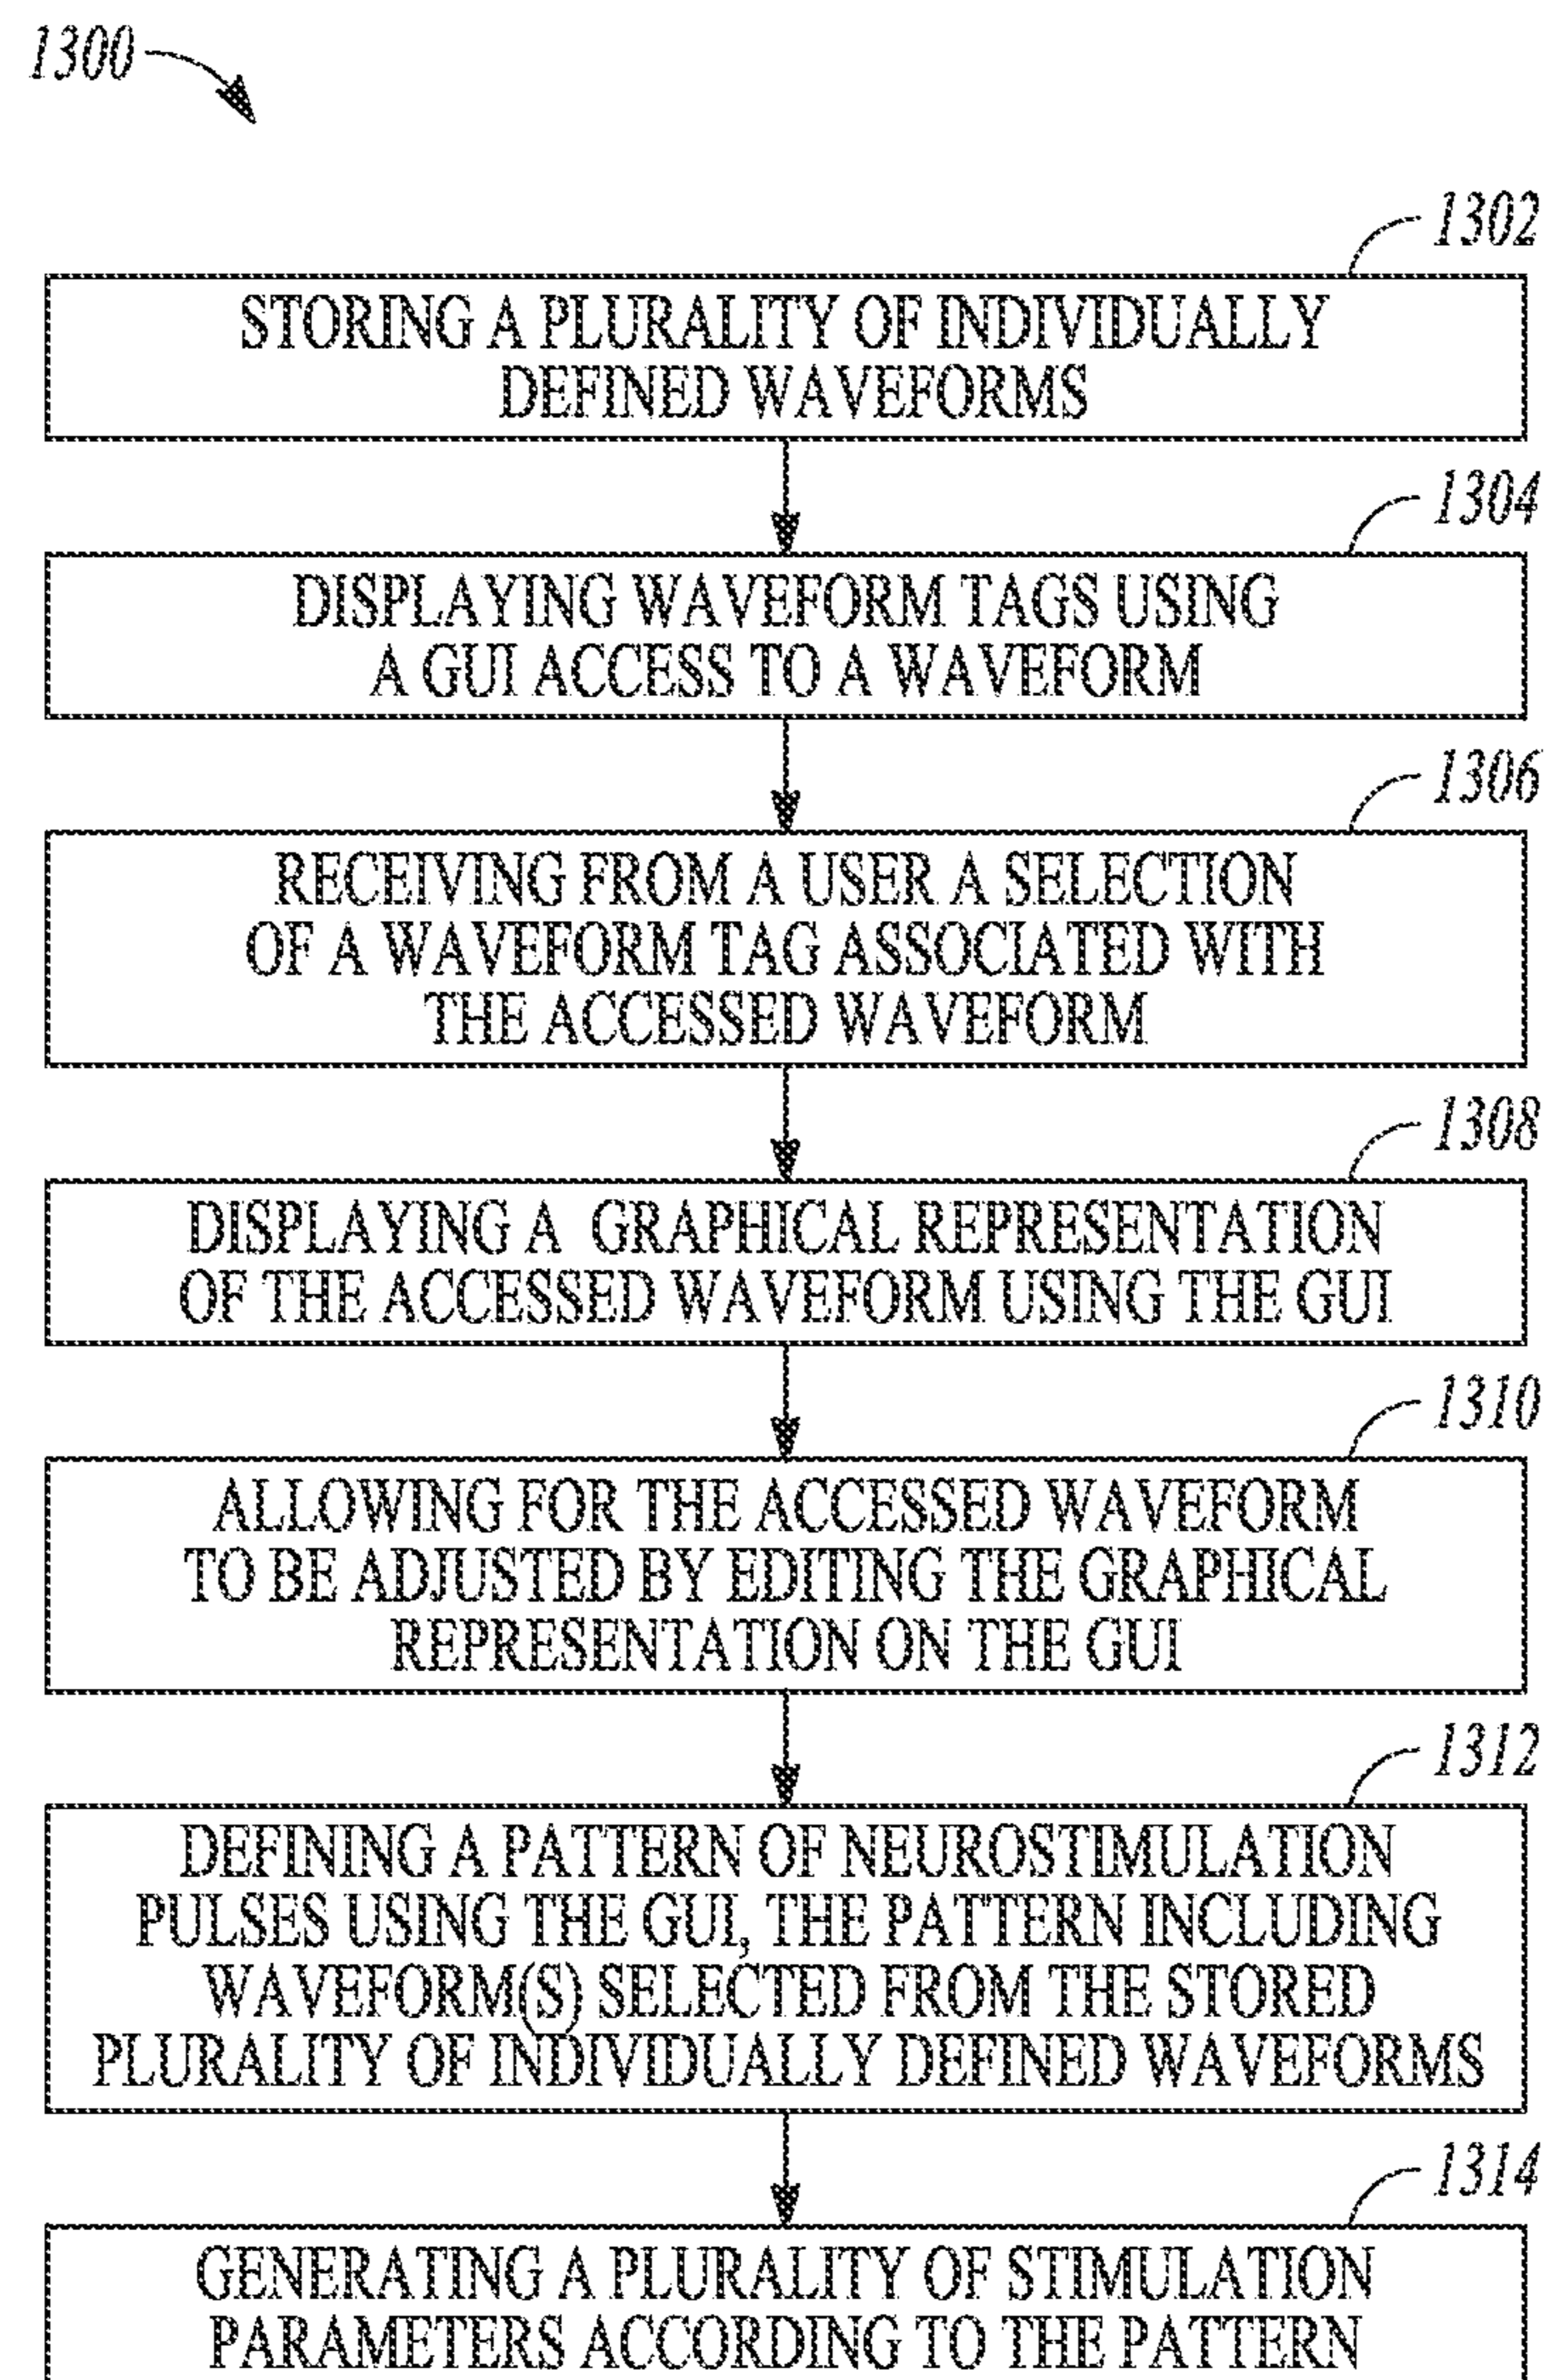 1300
1302
STORING A PLURALITY OF INDIVIDUALLY
DEFINED WAVEFORMS
1304
DISPLAYING WAVEFORM TAGS USING
A GUI ACCESS TO A WAVEFORM
1306
RECEIVING FROM A USER A SELECTION
OF A WAVEFORM TAG ASSOCIATED WITH
THE ACCESSED WAVEFORM
1308
DISPLAYING A GRAPHICAL REPRESENTATION
OF THE ACCESSED WAVEFORM USING THE GUI
1310
ALLOWING FOR THE ACCESSED WAVEFORM
TO BE ADJUSTED BY EDITING THE GRAPHICAL
REPRESENTATION ON THE GUI
1312
DEFINING A PATTERN OF NEUROSTIMULATION
PULSES USING THE GUI, THE PATTERN INCLUDING
WAVEFORM(S) SELECTED FROM THE STORED
PLURALITY OF INDIVIDUALLY DEFINED WAVEFORMS
1314
GENERATING A PLURALITY OF STIMULATION
PARAMETERS ACCORDING TO THE PATTERN